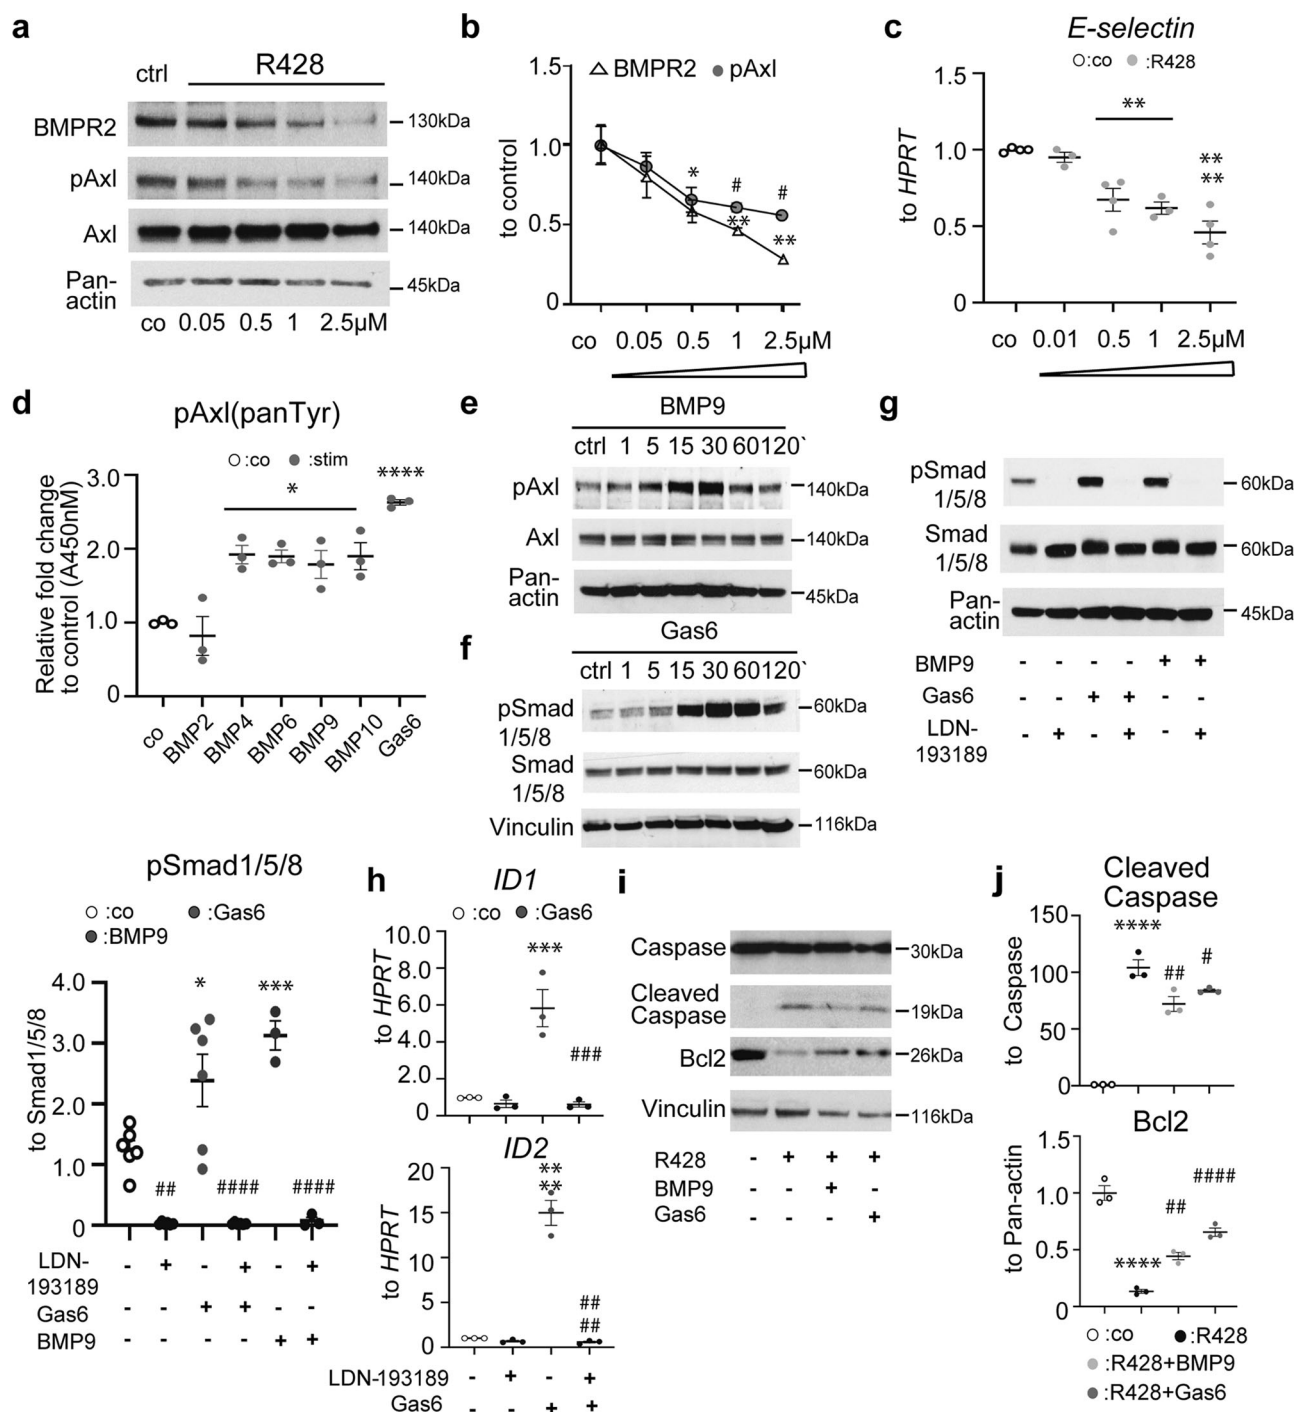 a
ctrl
R428
BMPR2
130kDa
pAxl
140kDa
Axl
140kDa
Pan-
actin
45kDa
co 0.05 0.5 1 2.5µM
b
△ BMPR2 ● pAxl
to control
1.5
1.0
0.5
0
*
#
#
**
**
co 0.05 0.5 1 2.5µM
c
E-selectin
○:co ●:R428
to HPRT
1.5
1.0
0.5
0
**
**
**
co 0.01 0.5 1 2.5µM
d
pAxl(panTyr)
○:co ●:stim
Relative fold change
to control (A450nM)
3.0
2.0
1.0
0
*
****
co BMP2 BMP4 BMP6 BMP9 BMP10 Gas6
e
BMP9
ctrl 1 5 15 30 60 120`
pAxl
140kDa
Axl
140kDa
Pan-
actin
45kDa
f
Gas6
ctrl 1 5 15 30 60 120`
pSmad
1/5/8
60kDa
Smad
1/5/8
60kDa
Vinculin
116kDa
g
pSmad
1/5/8
60kDa
Smad
1/5/8
60kDa
Pan-
actin
45kDa
BMP9 - - - - + +
Gas6 - - + + - -
LDN-
193189
- + - + - +
pSmad1/5/8
○ :co ● :Gas6
● :BMP9
to Smad1/5/8
4.0
3.0
2.0
1.0
0
*
***
##
####
####
LDN-
193189
- + - + - +
Gas6 - - + + - -
BMP9 - - - - + +
h
ID1
○ :co ● :Gas6
to HPRT
10.0
8.0
6.0
4.0
2.0
0
***
###
ID2
to HPRT
20
15
10
5
0
**
**
##
##
LDN-193189 - + - +
Gas6 - - + +
i
Caspase
30kDa
Cleaved
Caspase
19kDa
Bcl2
26kDa
Vinculin
116kDa
R428 - + + +
BMP9 - - + -
Gas6 - - - +
j
Cleaved
Caspase
to Caspase
150
100
50
0
****
##
#
Bcl2
to Pan-actin
1.5
1.0
0.5
0
****
##
####
○:co ●:R428
●:R428+BMP9
●:R428+Gas6